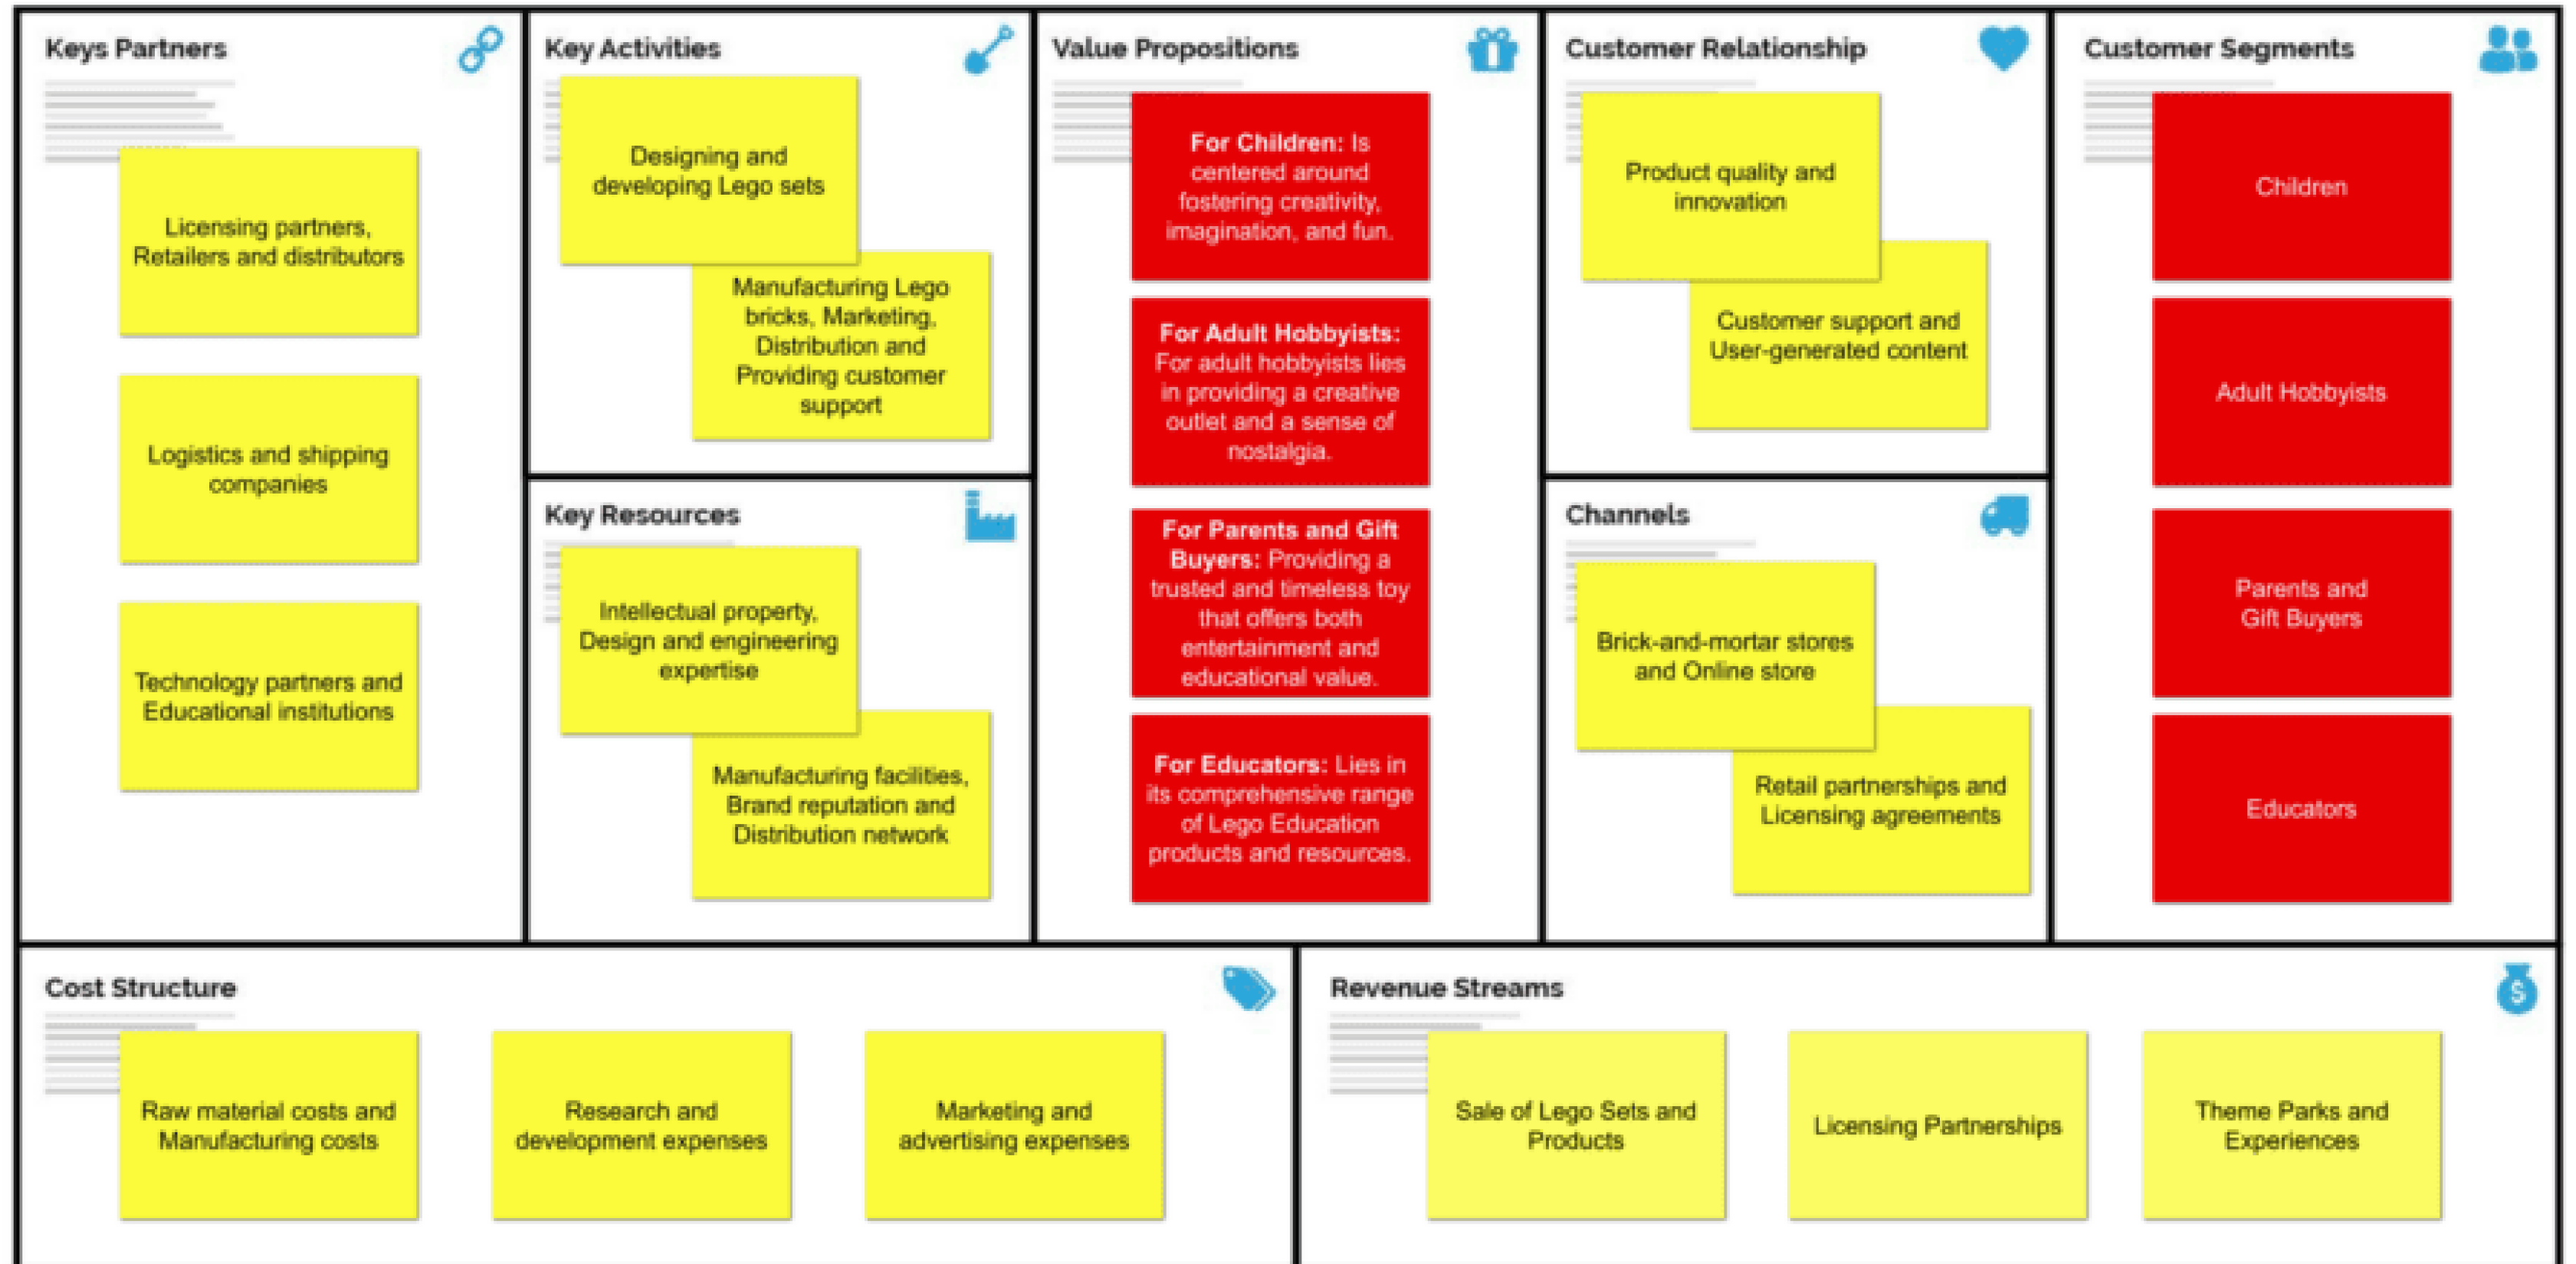 Keys Partners
Licensing partners,
Retailers and distributors
Logistics and shipping
companies
Technology partners and
Educational institutions
Key Activities
Designing and
developing Lego sets
Manufacturing Lego
bricks, Marketing,
Distribution and
Providing customer
support
Key Resources
Intellectual property,
Design and engineering
expertise
Manufacturing facilities,
Brand reputation and
Distribution network
Value Propositions
For Children: Is
centered around
fostering creativity,
imagination, and fun.
For Adult Hobbyists:
For adult hobbyists lies
in providing a creative
outlet and a sense of
nostalgia.
For Parents and Gift
Buyers: Providing a
trusted and timeless toy
that offers both
entertainment and
educational value.
For Educators: Lies in
its comprehensive range
of Lego Education
products and resources.
Customer Relationship
Product quality and
innovation
Customer support and
User-generated content
Channels
Brick-and-mortar stores
and Online store
Retail partnerships and
Licensing agreements
Customer Segments
Children
Adult Hobbyists
Parents and
Gift Buyers
Educators
Cost Structure
Raw material costs and
Manufacturing costs
Research and
development expenses
Marketing and
advertising expenses
Revenue Streams
Sale of Lego Sets and
Products
Licensing Partnerships
Theme Parks and
Experiences